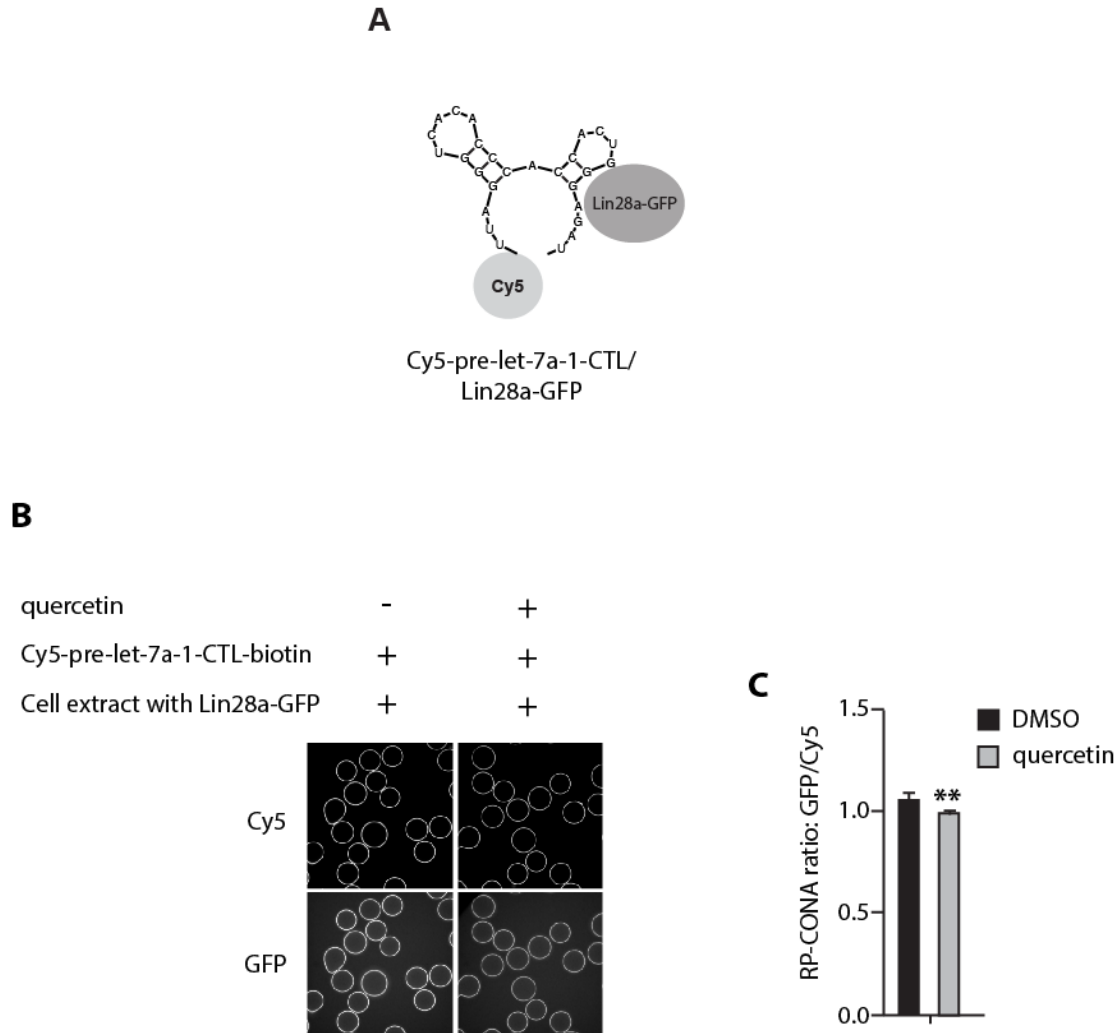 A
A C A
C
U G G G
C C C A C C
A C U G
G G G
A U U
U
A G A U
Lin28a-GFP
Cy5
Cy5-pre-let-7a-1-CTL/
Lin28a-GFP
B
quercetin - +
Cy5-pre-let-7a-1-CTL-biotin + +
Cell extract with Lin28a-GFP + +
Cy5
GFP
C
RP-CONA ratio: GFP/Cy5
1.5
1.0
0.5
0.0
**
DMSO
quercetin